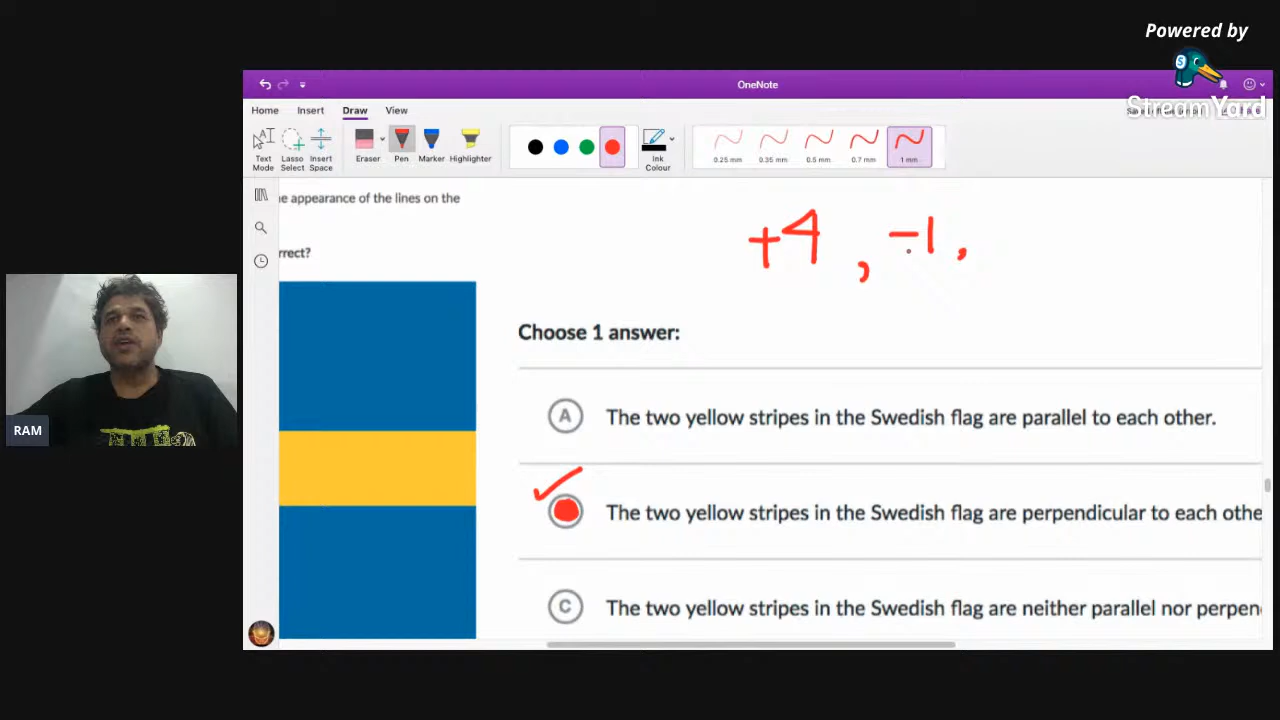 Powered by
StreamYard
OneNote
Home Insert Draw View
Text Mode
Lasso Select
Insert Space
Eraser
Pen
Marker
Highlighter
Ink Colour
0.25 mm
0.35 mm
0.5 mm
0.7 mm
1 mm
he appearance of the lines on the
rrect?
+4 , -1 ,
Choose 1 answer:
A The two yellow stripes in the Swedish flag are parallel to each other.
The two yellow stripes in the Swedish flag are perpendicular to each othe
C The two yellow stripes in the Swedish flag are neither parallel nor perpen
RAM